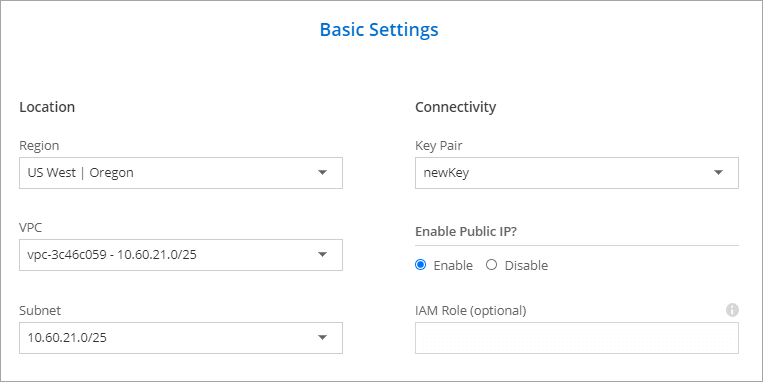 Basic Settings
Location
Region
US West | Oregon
VPC
vpc-3c46c059 - 10.60.21.0/25
Subnet
10.60.21.0/25
Connectivity
Key Pair
newKey
Enable Public IP?
Enable Disable
IAM Role (optional)
i